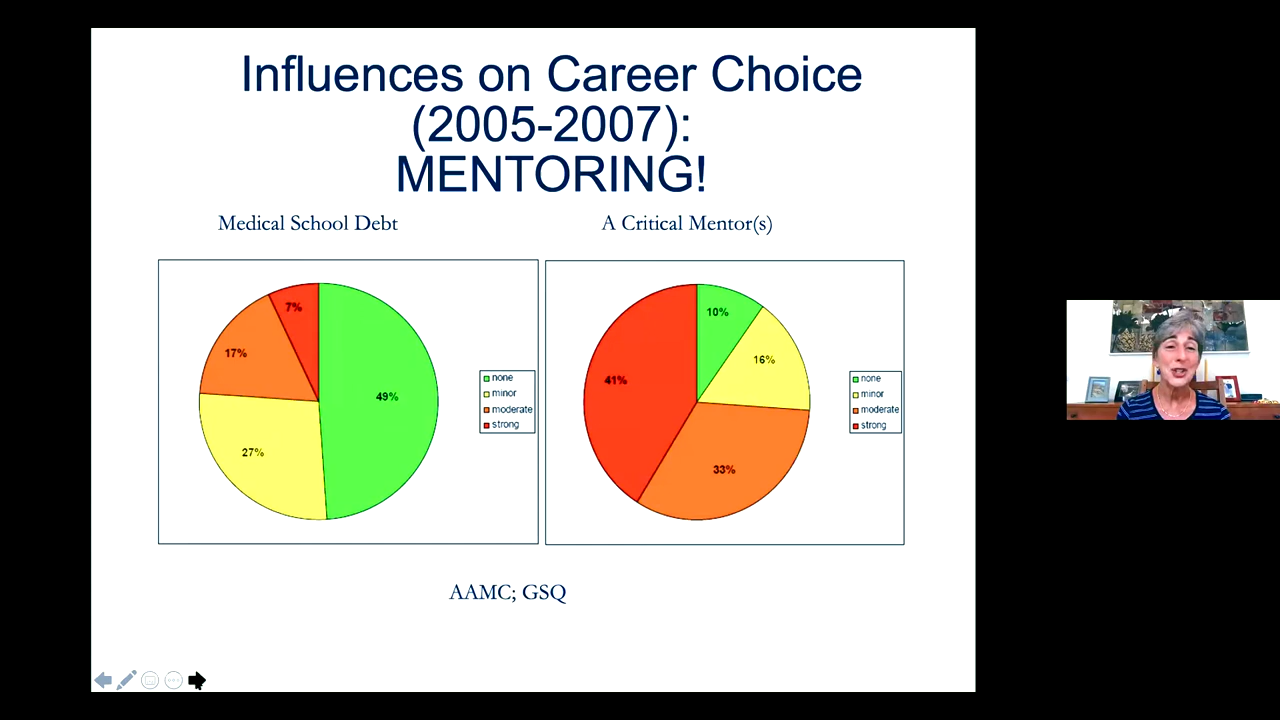 Influences on Career Choice
(2005-2007):
MENTORING!
Medical School Debt
A Critical Mentor(s)
7%
17%
49%
27%
none
minor
moderate
strong
10%
16%
41%
33%
none
minor
moderate
strong
AAMC; GSQ